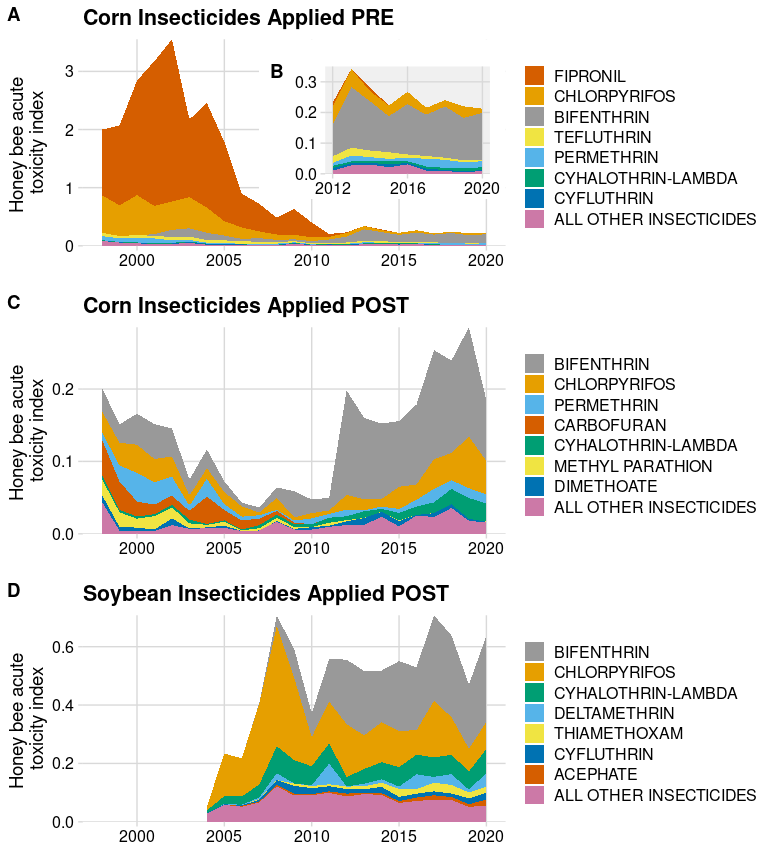 A
Corn Insecticides Applied PRE
Honey bee acute
toxicity index
3
2
1
0
2000
2005
2010
2015
2020
B
0.3
0.2
0.1
0.0
2012
2016
2020
FIPRONIL
CHLORPYRIFOS
BIFENTHRIN
TEFLUTHRIN
PERMETHRIN
CYHALOTHRIN-LAMBDA
CYFLUTHRIN
ALL OTHER INSECTICIDES
C
Corn Insecticides Applied POST
Honey bee acute
toxicity index
0.2
0.1
0.0
2000
2005
2010
2015
2020
BIFENTHRIN
CHLORPYRIFOS
PERMETHRIN
CARBOFURAN
CYHALOTHRIN-LAMBDA
METHYL PARATHION
DIMETHOATE
ALL OTHER INSECTICIDES
D
Soybean Insecticides Applied POST
Honey bee acute
toxicity index
0.6
0.4
0.2
0.0
2000
2005
2010
2015
2020
BIFENTHRIN
CHLORPYRIFOS
CYHALOTHRIN-LAMBDA
DELTAMETHRIN
THIAMETHOXAM
CYFLUTHRIN
ACEPHATE
ALL OTHER INSECTICIDES